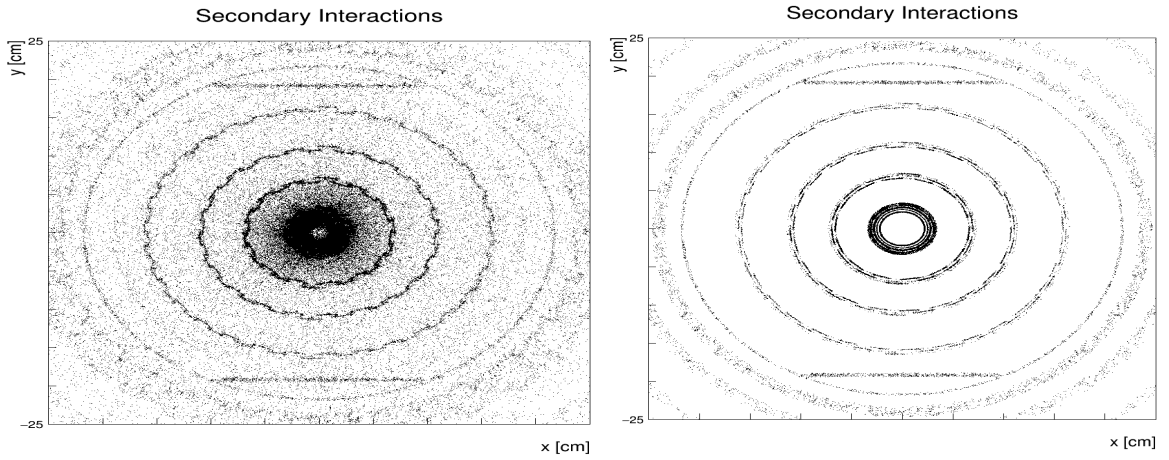 Secondary Interactions
25
y [cm]
-25
x [cm]
Secondary Interactions
25
y [cm]
-25
x [cm]